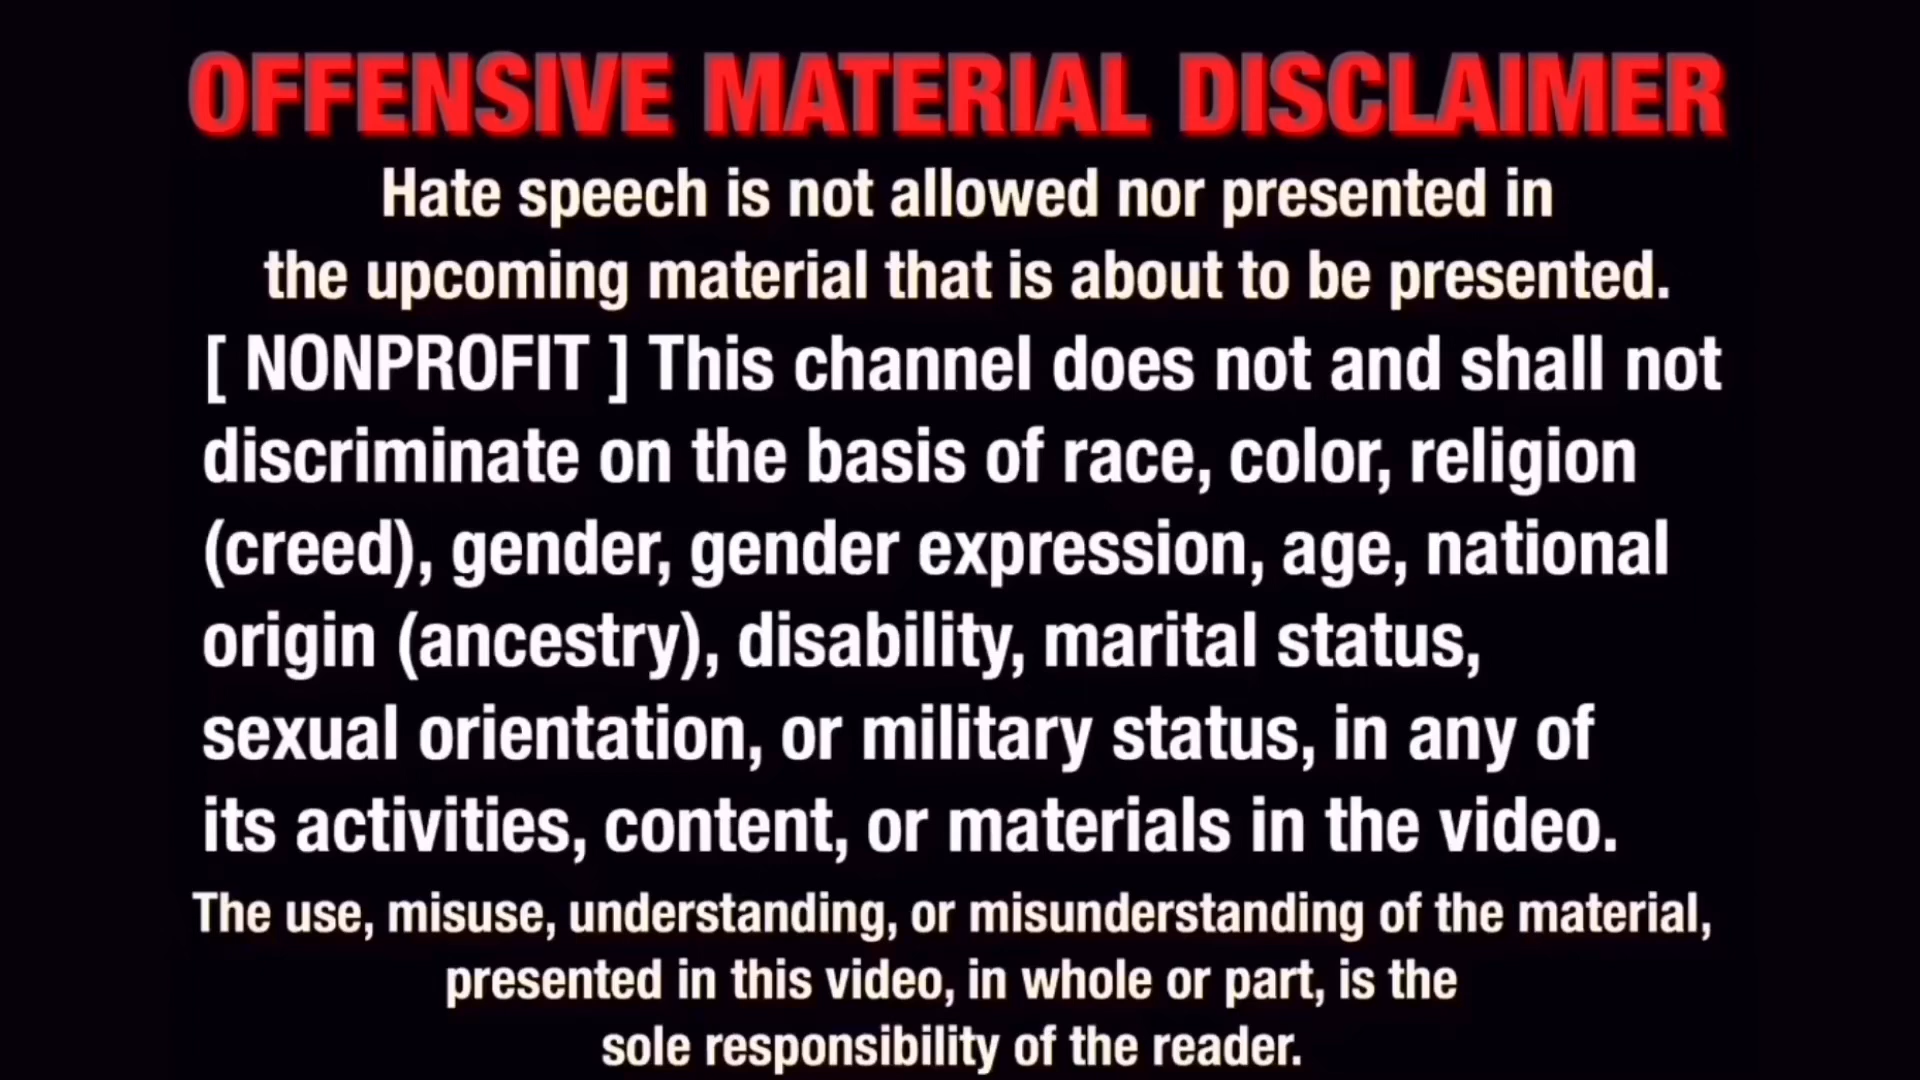 OFFENSIVE MATERIAL DISCLAIMER
Hate speech is not allowed nor presented in
the upcoming material that is about to be presented.
[ NONPROFIT ] This channel does not and shall not
discriminate on the basis of race, color, religion
(creed), gender, gender expression, age, national
origin (ancestry), disability, marital status,
sexual orientation, or military status, in any of
its activities, content, or materials in the video.
The use, misuse, understanding, or misunderstanding of the material,
presented in this video, in whole or part, is the
sole responsibility of the reader.